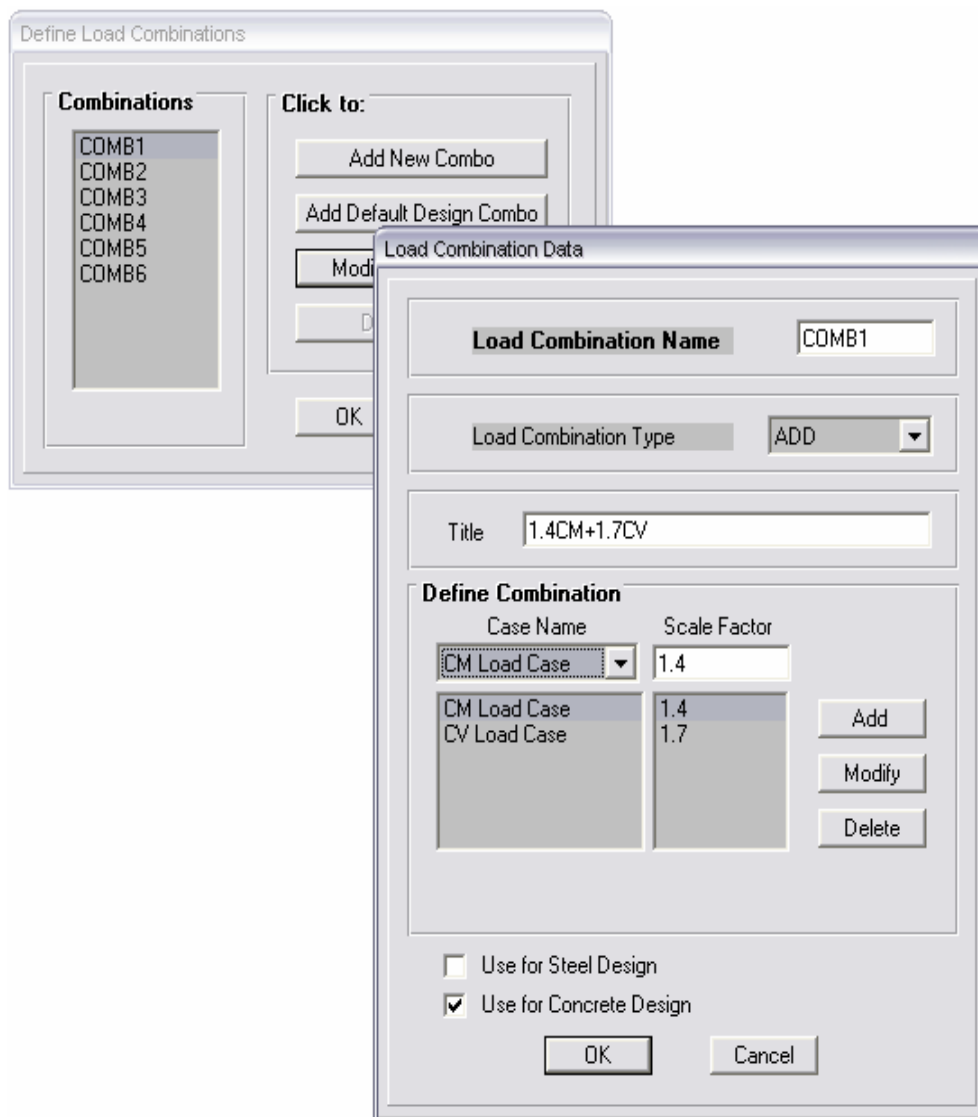 Define Load Combinations
Combinations
COMB1
COMB2
COMB3
COMB4
COMB5
COMB6
Click to:
Add New Combo
Add Default Design Combo
OK
Load Combination Data
Load Combination Name
COMB1
Load Combination Type
ADD
Title
1.4CM+1.7CV
Define Combination
Case Name Scale Factor
CM Load Case 1.4
CM Load Case 1.4
CV Load Case 1.7
Add
Modify
Delete
Use for Steel Design
Use for Concrete Design
OK Cancel